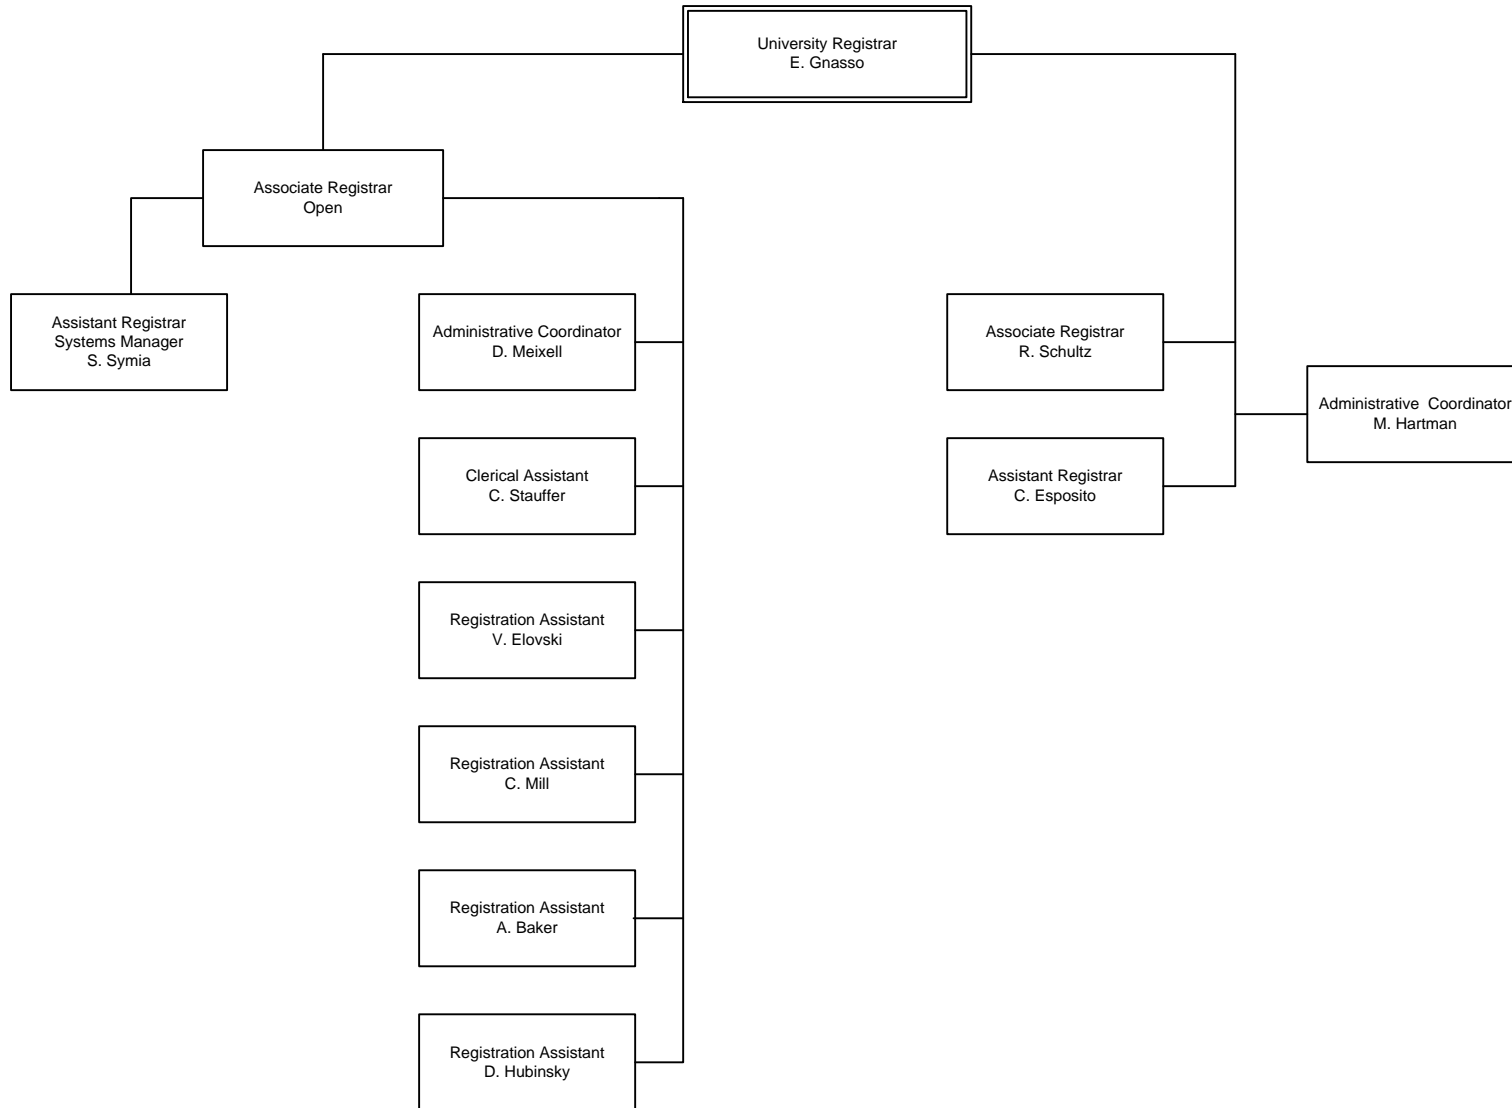 University Registrar
E. Gnasso
Associate Registrar
Open
Assistant Registrar
Systems Manager
S. Symia
Administrative Coordinator
D. Meixell
Associate Registrar
R. Schultz
Administrative  Coordinator
M. Hartman
Clerical Assistant
C. Stauffer
Assistant Registrar
C. Esposito
Registration Assistant
V. Elovski
Registration Assistant
C. Mill
Registration Assistant
A. Baker
Registration Assistant
D. Hubinsky